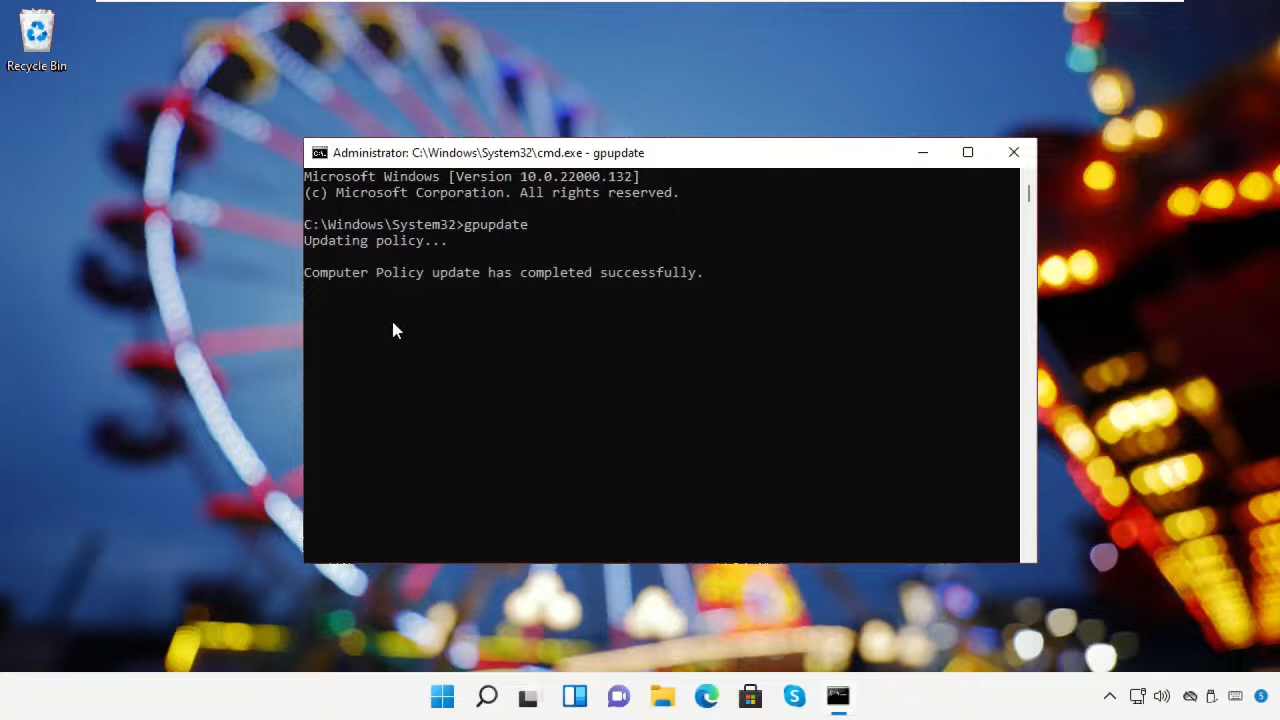 Recycle Bin
Administrator: C:\Windows\System32\cmd.exe - gpupdate
Microsoft Windows [Version 10.0.22000.132]
(c) Microsoft Corporation. All rights reserved.
C:\Windows\System32>gpupdate
Updating policy...
Computer Policy update has completed successfully.
5